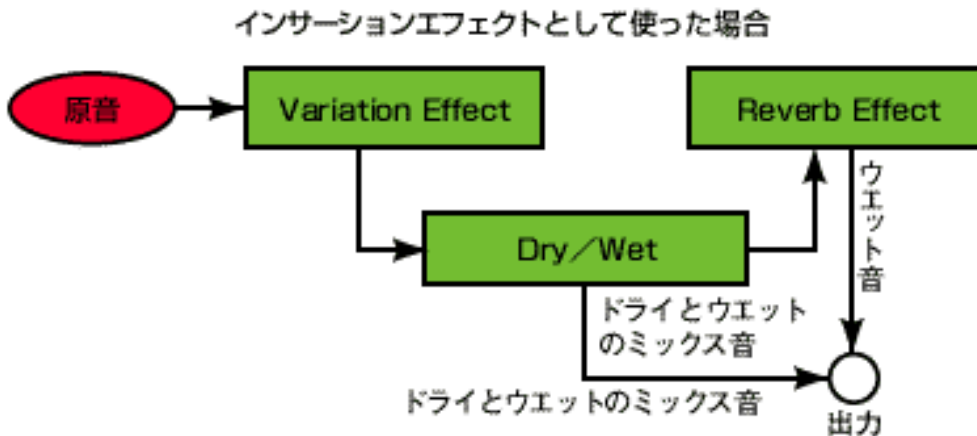 インサーションエフェクトとして使った場合
原音
Variation Effect
Reverb Effect
ウエット音
Dry／Wet
ドライとウエット
のミックス音
ドライとウエットのミックス音
出力